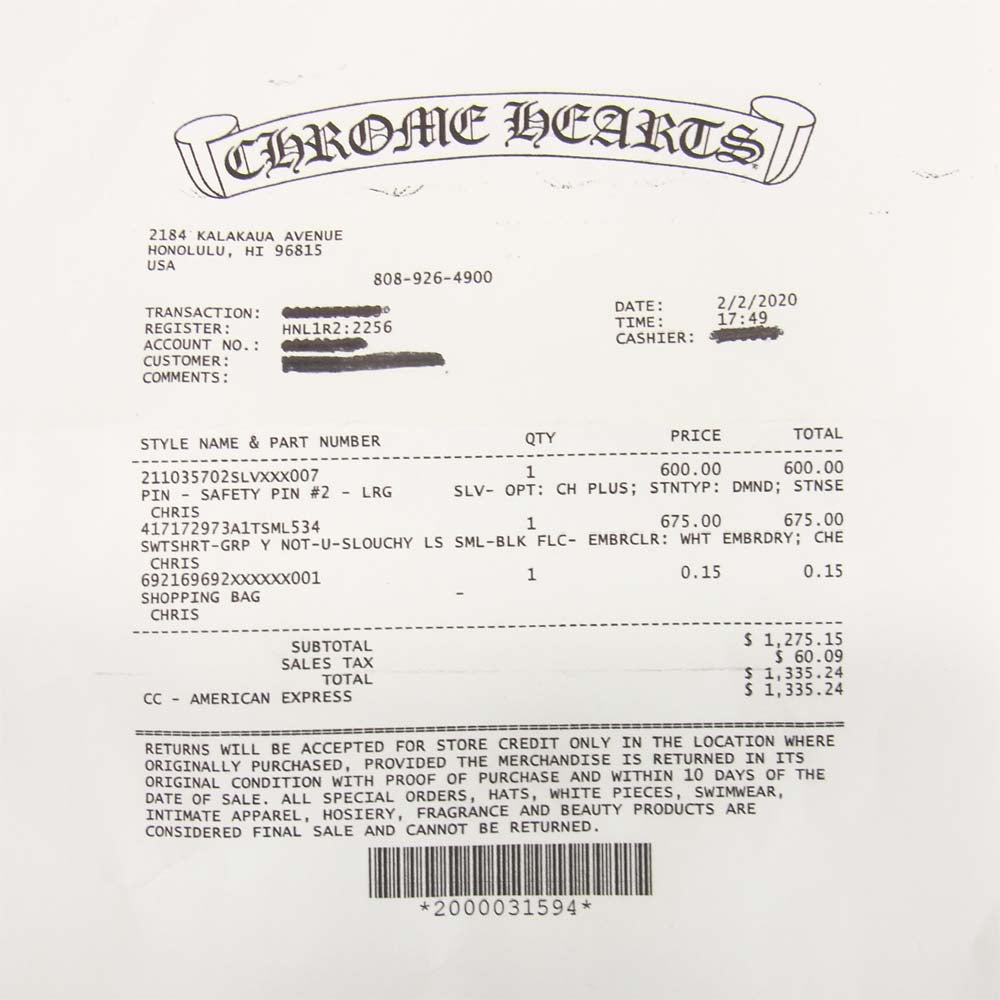 CHROME HEARTS
2184 KALAKAUA AVENUE
HONOLULU, HI 96815
USA
808-926-4900
TRANSACTION:
REGISTER: HNL1R2:2256
ACCOUNT NO.:
CUSTOMER:
COMMENTS:
DATE: 2/2/2020
TIME: 17:49
CASHIER:
STYLE NAME & PART NUMBER QTY PRICE TOTAL
211035702SLVXXX007 1 600.00 600.00
PIN - SAFETY PIN #2 - LRG SLV- OPT: CH PLUS; STNTYP: DMND; STNSE
CHRIS
417172973A1TSML534 1 675.00 675.00
SWTSHRT-GRP Y NOT-U-SLOUCHY LS SML-BLK FLC- EMBRCLR: WHT EMBRDRY; CHE
CHRIS
692169692XXXXXX001 1 0.15 0.15
SHOPPING BAG -
CHRIS
SUBTOTAL $ 1,275.15
SALES TAX $ 60.09
TOTAL $ 1,335.24
CC - AMERICAN EXPRESS $ 1,335.24
RETURNS WILL BE ACCEPTED FOR STORE CREDIT ONLY IN THE LOCATION WHERE
ORIGINALLY PURCHASED, PROVIDED THE MERCHANDISE IS RETURNED IN ITS
ORIGINAL CONDITION WITH PROOF OF PURCHASE AND WITHIN 10 DAYS OF THE
DATE OF SALE. ALL SPECIAL ORDERS, HATS, WHITE PIECES, SWIMWEAR,
INTIMATE APPAREL, HOSIERY, FRAGRANCE AND BEAUTY PRODUCTS ARE
CONSIDERED FINAL SALE AND CANNOT BE RETURNED.
*2000031594*